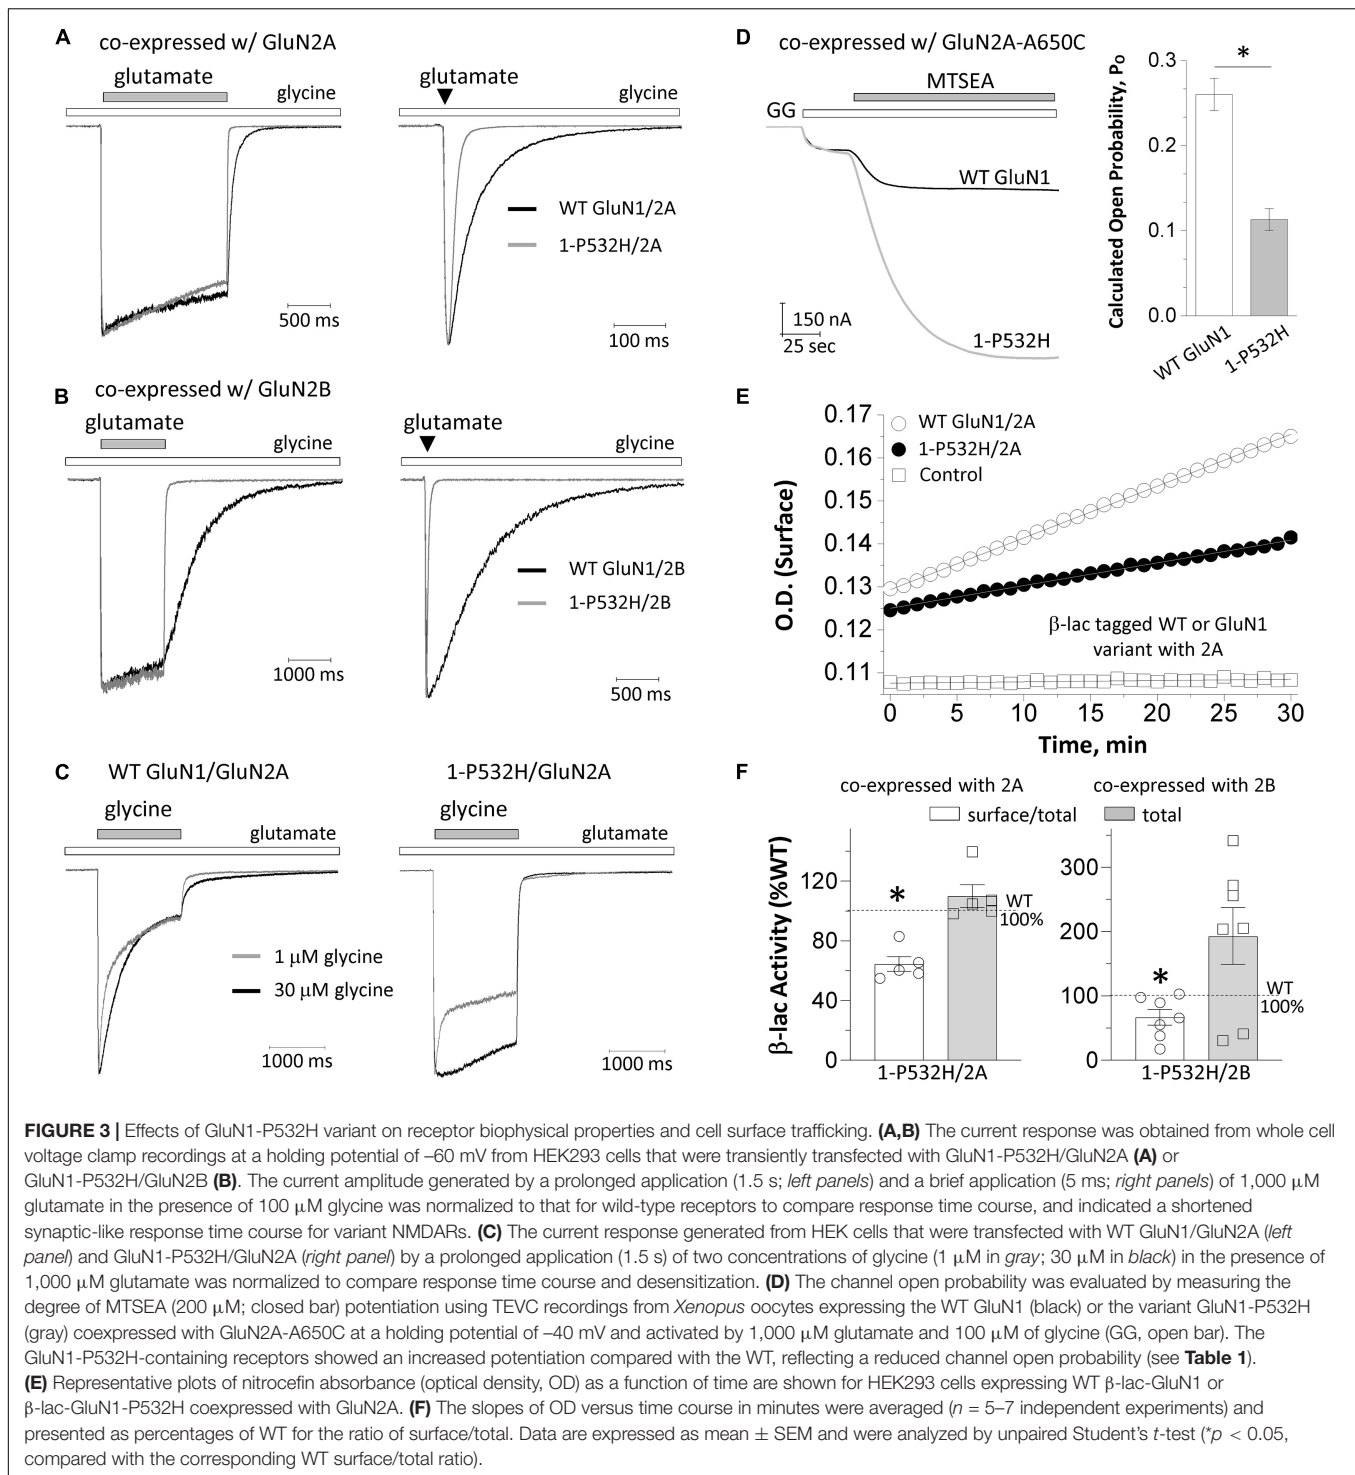 A
co-expressed w/ GluN2A
glutamate
glycine
500 ms
glutamate
glycine
WT GluN1/2A
1-P532H/2A
100 ms
B
co-expressed w/ GluN2B
glutamate
glycine
1000 ms
glutamate
glycine
WT GluN1/2B
1-P532H/2B
500 ms
C
WT GluN1/GluN2A
glycine
glutamate
1 μM glycine
30 μM glycine
1000 ms
1-P532H/GluN2A
glycine
glutamate
1000 ms
D
co-expressed w/ GluN2A-A650C
MTSEA
GG
WT GluN1
1-P532H
150 nA
25 sec
Calculated Open Probability, Po
0.3
0.2
0.1
0.0
*
WT GluN1
1-P532H
E
O.D. (Surface)
0.17
0.16
0.15
0.14
0.13
0.12
0.11
WT GluN1/2A
1-P532H/2A
Control
β-lac tagged WT or GluN1
variant with 2A
0 5 10 15 20 25 30
Time, min
F
co-expressed with 2A
co-expressed with 2B
surface/total
total
β-lac Activity (%WT)
120
80
40
0
*
WT
100%
1-P532H/2A
300
200
100
0
*
WT
100%
1-P532H/2B
FIGURE 3 | Effects of GluN1-P532H variant on receptor biophysical properties and cell surface trafficking. (A,B) The current response was obtained from whole cell
voltage clamp recordings at a holding potential of –60 mV from HEK293 cells that were transiently transfected with GluN1-P532H/GluN2A (A) or
GluN1-P532H/GluN2B (B). The current amplitude generated by a prolonged application (1.5 s; left panels) and a brief application (5 ms; right panels) of 1,000 μM
glutamate in the presence of 100 μM glycine was normalized to that for wild-type receptors to compare response time course, and indicated a shortened
synaptic-like response time course for variant NMDARs. (C) The current response generated from HEK cells that were transfected with WT GluN1/GluN2A (left
panel) and GluN1-P532H/GluN2A (right panel) by a prolonged application (1.5 s) of two concentrations of glycine (1 μM in gray; 30 μM in black) in the presence of
1,000 μM glutamate was normalized to compare response time course and desensitization. (D) The channel open probability was evaluated by measuring the
degree of MTSEA (200 μM; closed bar) potentiation using TEVC recordings from Xenopus oocytes expressing the WT GluN1 (black) or the variant GluN1-P532H
(gray) coexpressed with GluN2A-A650C at a holding potential of –40 mV and activated by 1,000 μM glutamate and 100 μM of glycine (GG, open bar). The
GluN1-P532H-containing receptors showed an increased potentiation compared with the WT, reflecting a reduced channel open probability (see Table 1).
(E) Representative plots of nitrocefin absorbance (optical density, OD) as a function of time are shown for HEK293 cells expressing WT β-lac-GluN1 or
β-lac-GluN1-P532H coexpressed with GluN2A. (F) The slopes of OD versus time course in minutes were averaged (n = 5–7 independent experiments) and
presented as percentages of WT for the ratio of surface/total. Data are expressed as mean ± SEM and were analyzed by unpaired Student's t-test (*p < 0.05,
compared with the corresponding WT surface/total ratio).